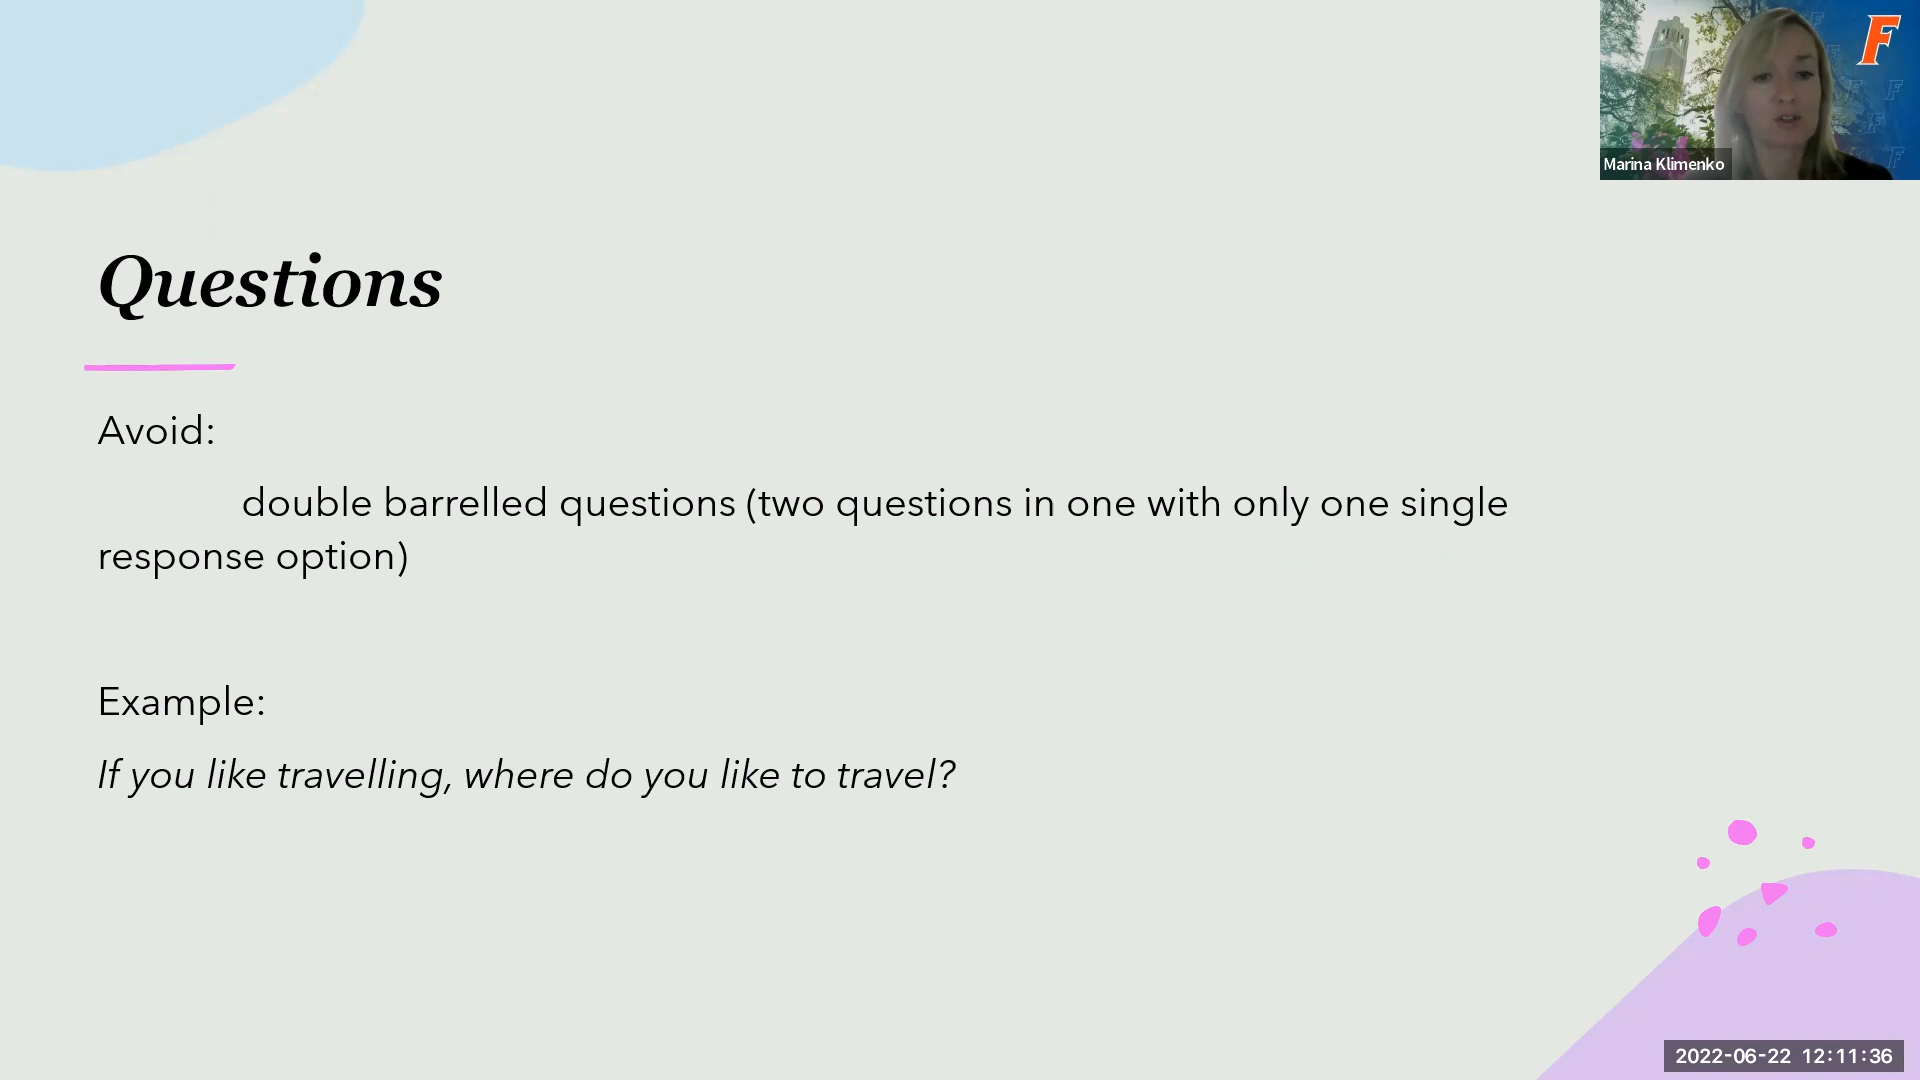 F
Marina Klimenko
Questions
Avoid:
double barrelled questions (two questions in one with only one single
response option)
Example:
If you like travelling, where do you like to travel?
2022-06-22 12:11:36